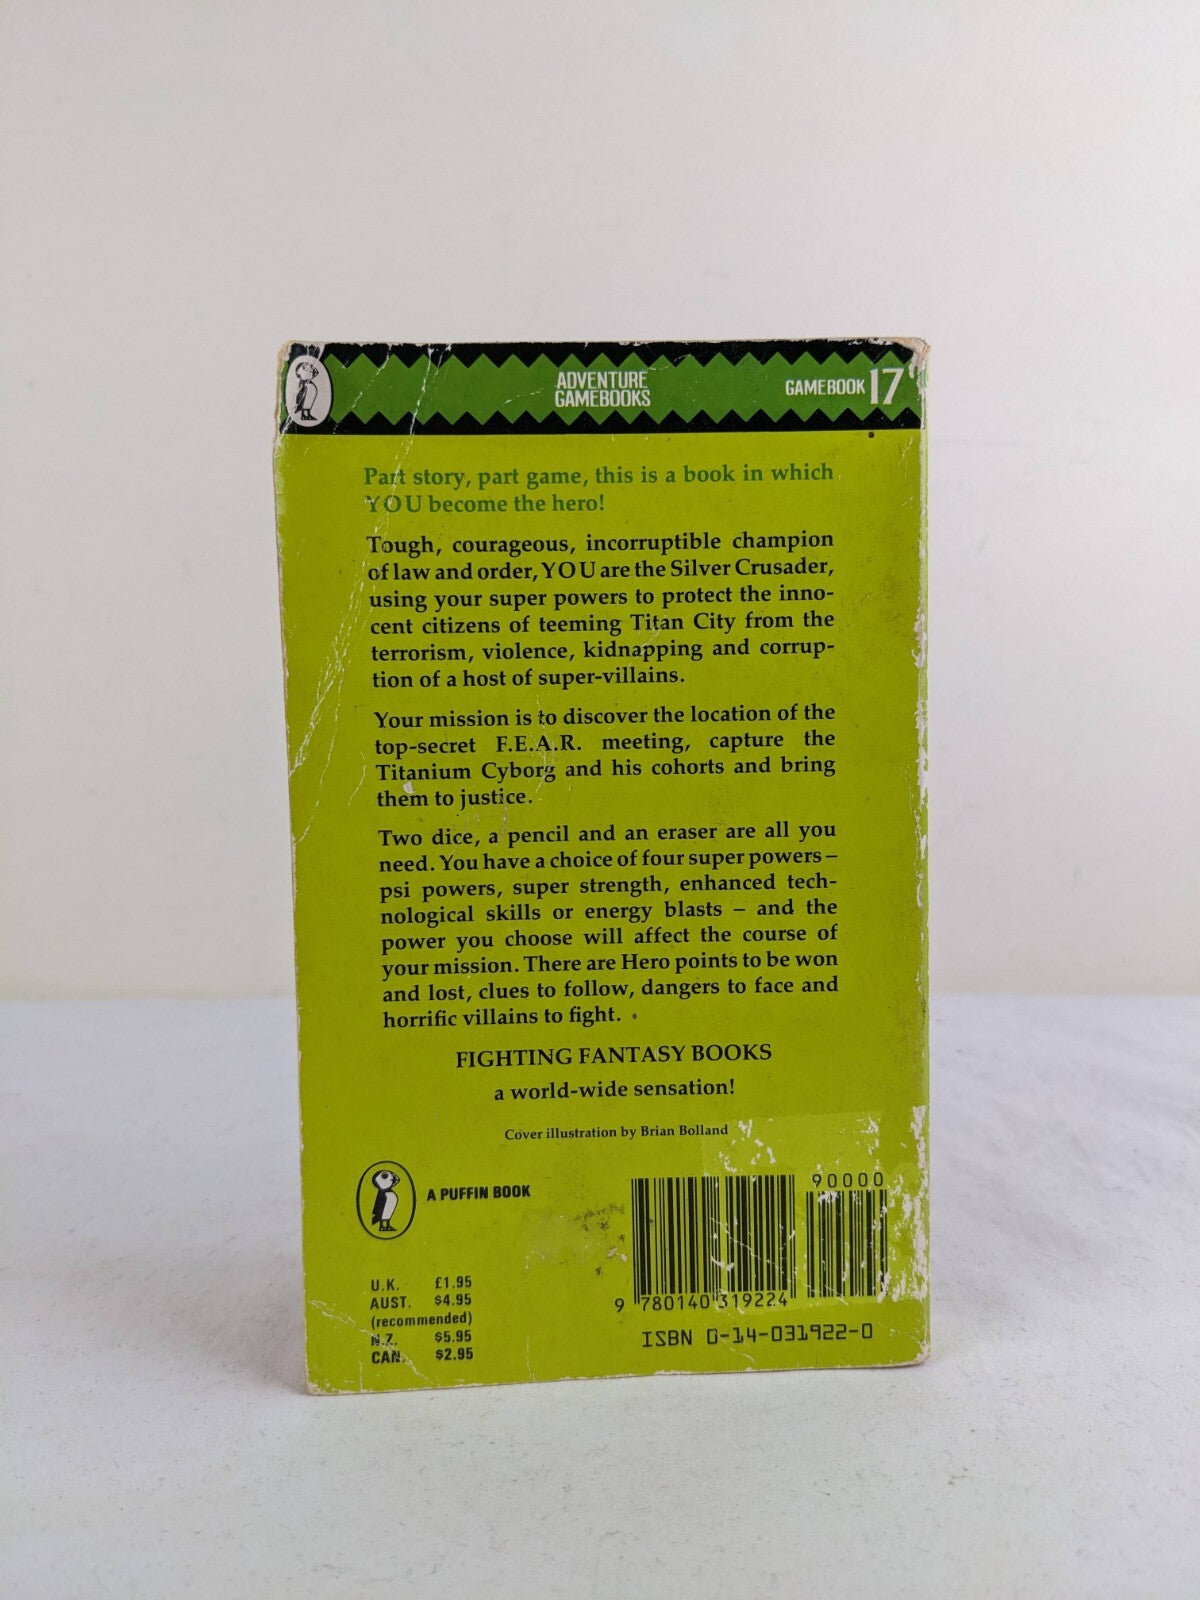 ADVENTURE
GAMEBOOKS
GAMEBOOK 17
Part story, part game, this is a book in which
YOU become the hero!
Tough, courageous, incorruptible champion
of law and order, YOU are the Silver Crusader,
using your super powers to protect the inno-
cent citizens of teeming Titan City from the
terrorism, violence, kidnapping and corrup-
tion of a host of super-villains.
Your mission is to discover the location of the
top-secret F.E.A.R. meeting, capture the
Titanium Cyborg and his cohorts and bring
them to justice.
Two dice, a pencil and an eraser are all you
need. You have a choice of four super powers –
psi powers, super strength, enhanced tech-
nological skills or energy blasts – and the
power you choose will affect the course of
your mission. There are Hero points to be won
and lost, clues to follow, dangers to face and
horrific villains to fight.
FIGHTING FANTASY BOOKS
a world-wide sensation!
Cover illustration by Brian Bolland
A PUFFIN BOOK
U.K. £1.95
AUST. $4.95
(recommended)
N.Z. $5.95
CAN. $2.95
90000
9 780140 319224
ISBN 0-14-031922-0